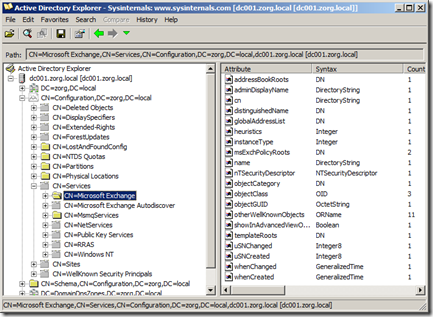 Active Directory Explorer - Sysinternals: www.sysinternals.com [dc001.zorg.local [dc001.zorg.local]]
File Edit Search Favorites Compare History Help
Path: CN=Microsoft Exchange,CN=Services,CN=Configuration,DC=zorg,DC=local,dc001.zorg.local [dc001.zorg.local]
Active Directory Explorer
dc001.zorg.local [dc001.zorg.local]
DC=zorg,DC=local
CN=Configuration,DC=zorg,DC=local
CN=Deleted Objects
CN=DisplaySpecifiers
CN=Extended-Rights
CN=ForestUpdates
CN=LostAndFoundConfig
CN=NTDS Quotas
CN=Partitions
CN=Physical Locations
CN=Services
CN=Microsoft Exchange
CN=Microsoft Exchange Autodiscover
CN=MsmqServices
CN=NetServices
CN=Public Key Services
CN=RRAS
CN=Windows NT
CN=Sites
CN=WellKnown Security Principals
CN=Schema,CN=Configuration,DC=zorg,DC=local
DC=DomainDnsZones,DC=zorg,DC=local
Attribute Syntax Count
addressBookRoots DN 1
adminDisplayName DirectoryString 1
cn DirectoryString 1
distinguishedName DN 1
globalAddressList DN 1
heuristics Integer 1
instanceType Integer 1
msExchPolicyRoots DN 2
name DirectoryString 1
nTSecurityDescriptor NTSecurityDescriptor 1
objectCategory DN 1
objectClass OID 3
objectGUID OctetString 1
otherWellKnownObjects ORName 11
showInAdvancedViewO... Boolean 1
templateRoots DN 1
uSNChanged Integer8 1
uSNCreated Integer8 1
whenChanged GeneralizedTime 1
whenCreated GeneralizedTime 1
CN=Microsoft Exchange,CN=Services,CN=Configuration,DC=zorg,DC=local,dc001.zorg.local [dc001.zorg.local]